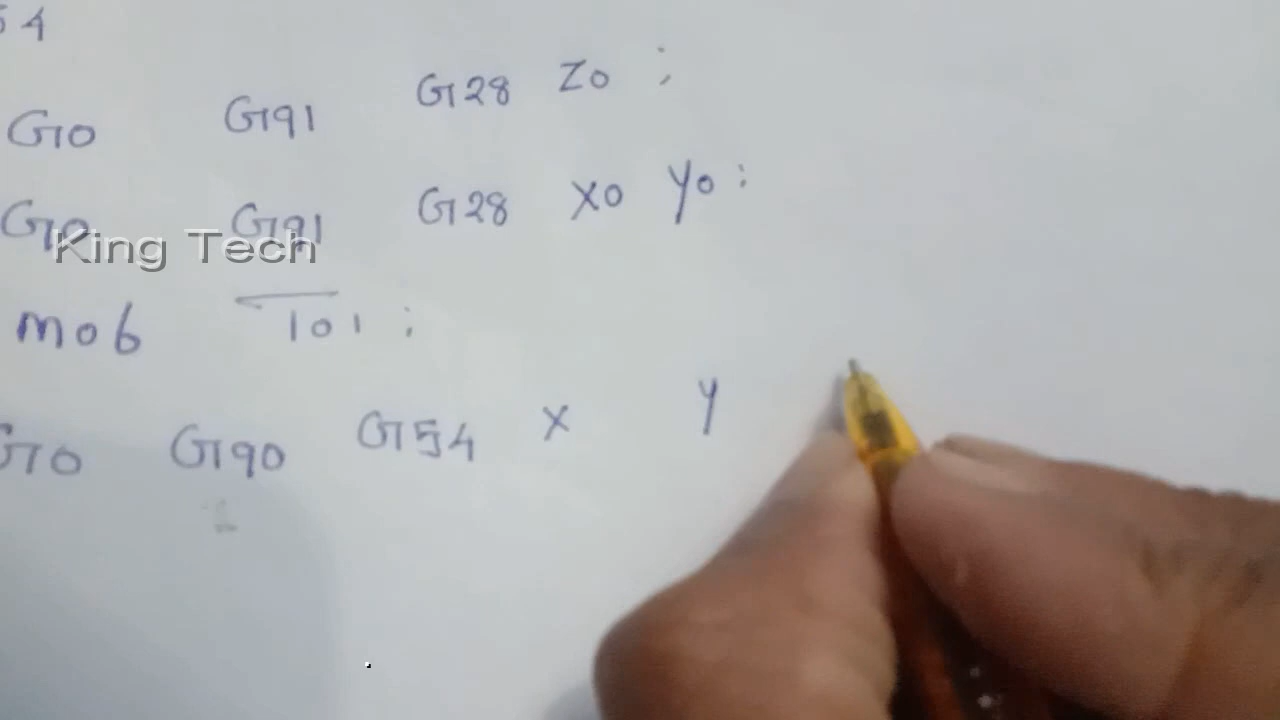 54
G0 G91 G28 Z0 ;
G0 G91 G28 X0 Y0 ;
King Tech
m06 T01 ;
G0 G90 G54 X Y